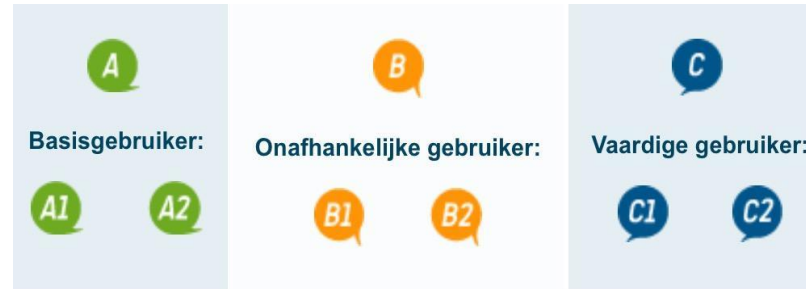 A
Basisgebruiker:
A1 A2
B
Onafhankelijke gebruiker:
B1 B2
C
Vaardige gebruiker:
C1 C2